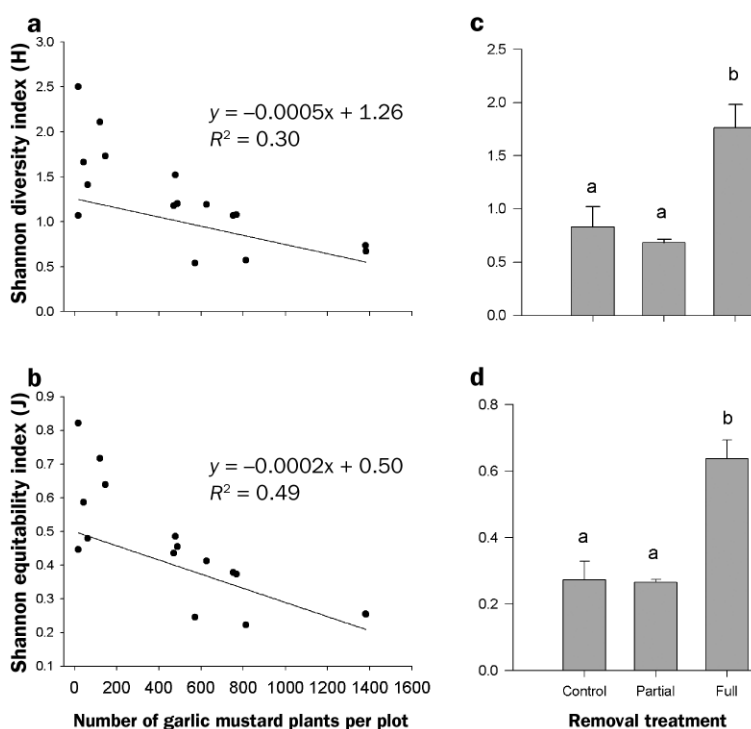 a
Shannon diversity index (H)
3.0
2.5
2.0
1.5
1.0
0.5
0.0
y = –0.0005x + 1.26
R² = 0.30
b
Shannon equitability index (J)
0.9
0.8
0.7
0.6
0.5
0.4
0.3
0.2
0.1
y = –0.0002x + 0.50
R² = 0.49
0 200 400 600 800 1000 1200 1400 1600
Number of garlic mustard plants per plot
c
2.5
2.0
1.5
1.0
0.5
0.0
a
a
b
d
0.8
0.6
0.4
0.2
0.0
a
a
b
Control Partial Full
Removal treatment